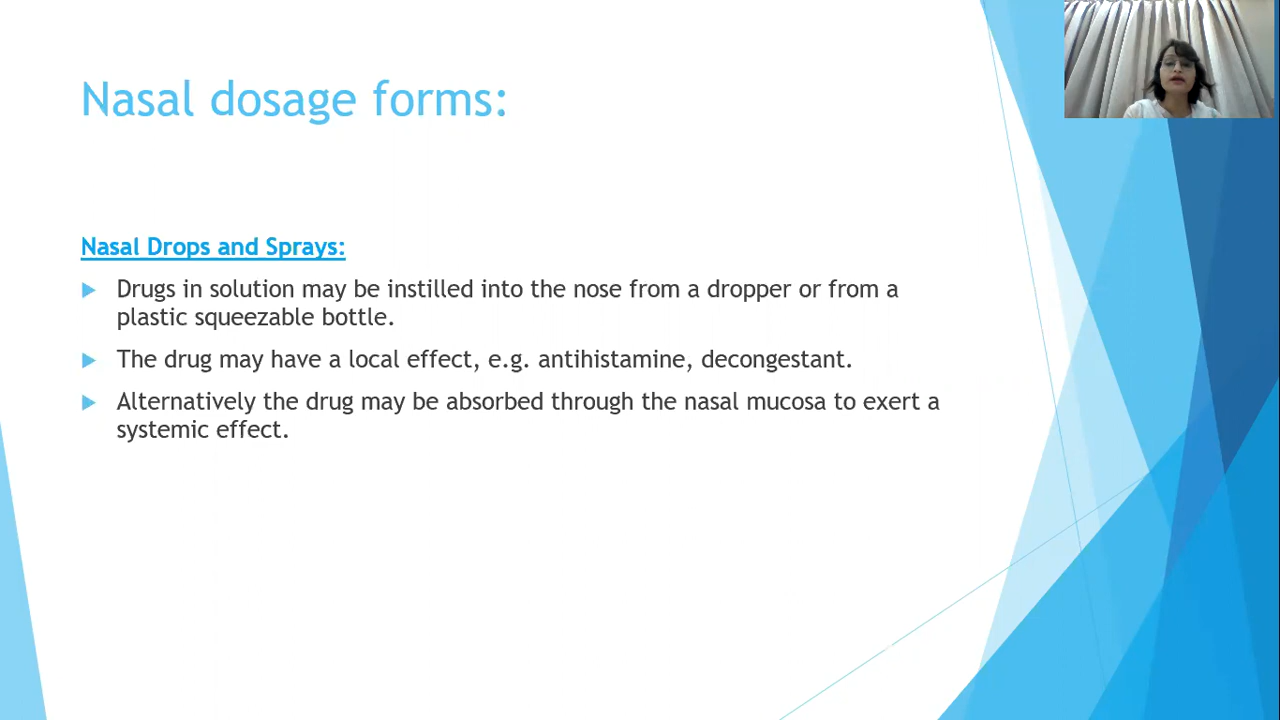 Nasal dosage forms:
Nasal Drops and Sprays:
Drugs in solution may be instilled into the nose from a dropper or from a
plastic squeezable bottle.
The drug may have a local effect, e.g. antihistamine, decongestant.
Alternatively the drug may be absorbed through the nasal mucosa to exert a
systemic effect.